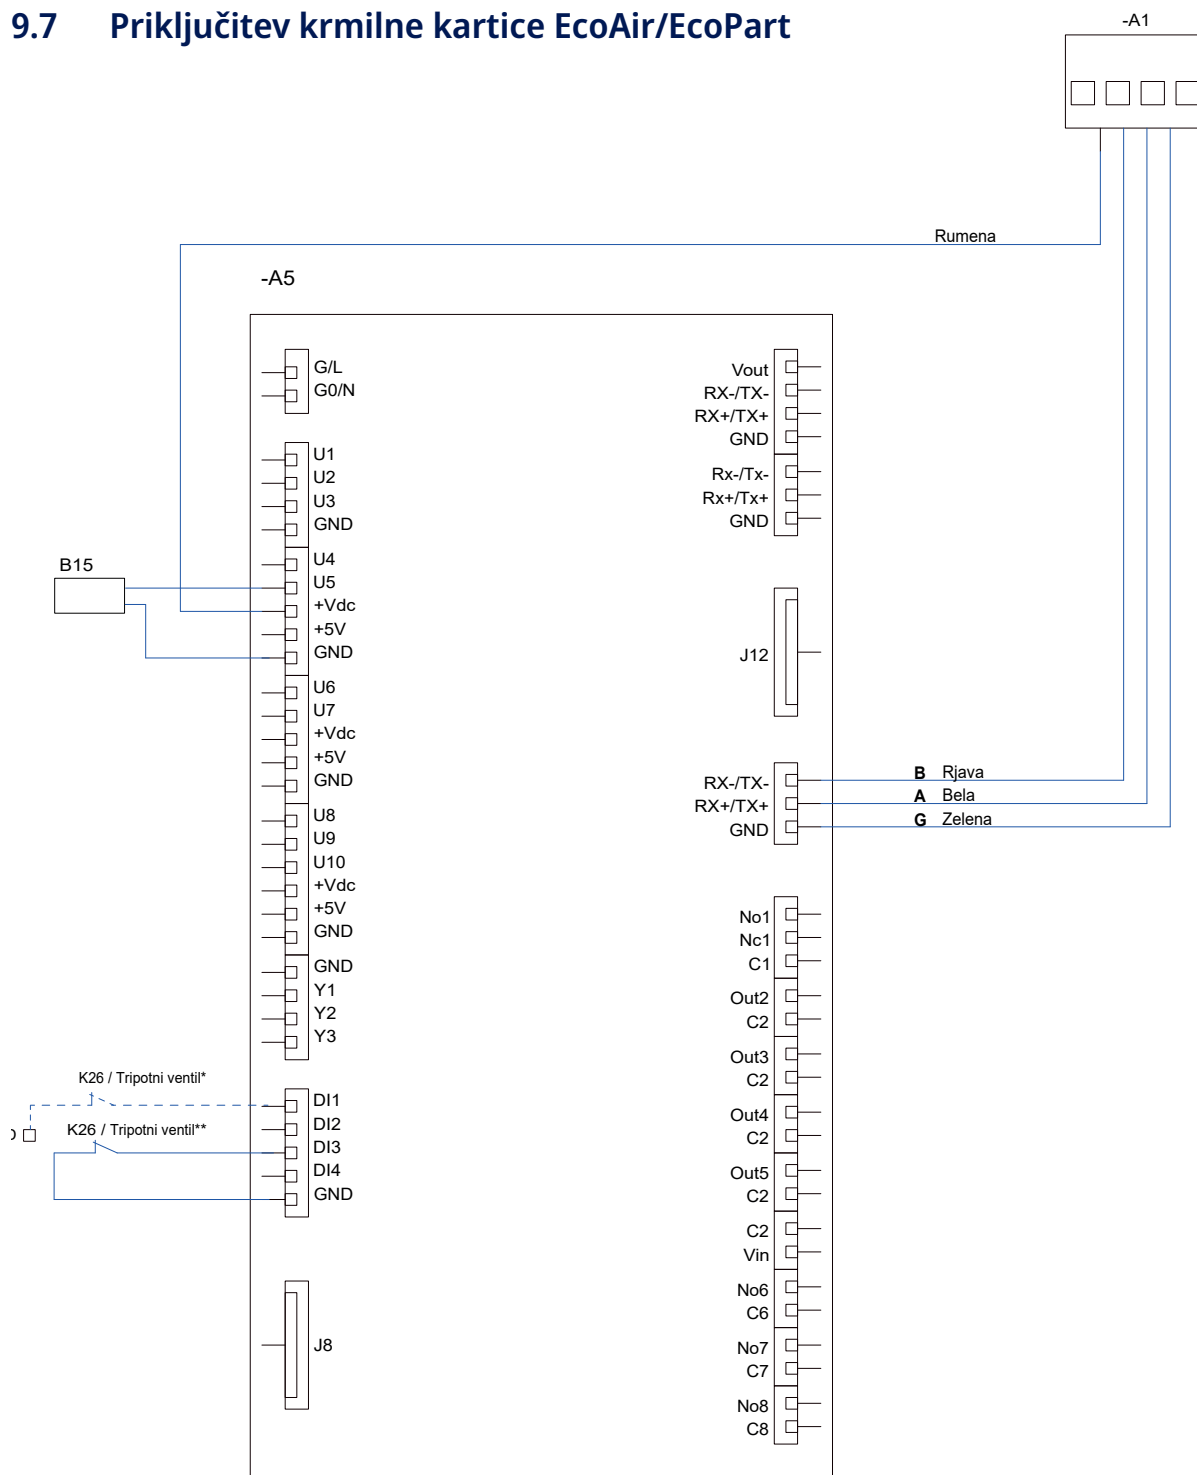 9.7 Priključitev krmilne kartice EcoAir/EcoPart
-A1
Rumena
-A5
G/L
G0/N
U1
U2
U3
GND
U4
U5
+Vdc
+5V
GND
U6
U7
+Vdc
+5V
GND
U8
U9
U10
+Vdc
+5V
GND
GND
Y1
Y2
Y3
B15
K26 / Tripotni ventil*
K26 / Tripotni ventil**
DI1
DI2
DI3
DI4
GND
J8
Vout
RX-/TX-
RX+/TX+
GND
Rx-/Tx-
Rx+/Tx+
GND
J12
RX-/TX-
RX+/TX+
GND
B Rjava
A Bela
G Zelena
No1
Nc1
C1
Out2
C2
Out3
C2
Out4
C2
Out5
C2
C2
Vin
No6
C6
No7
C7
No8
C8